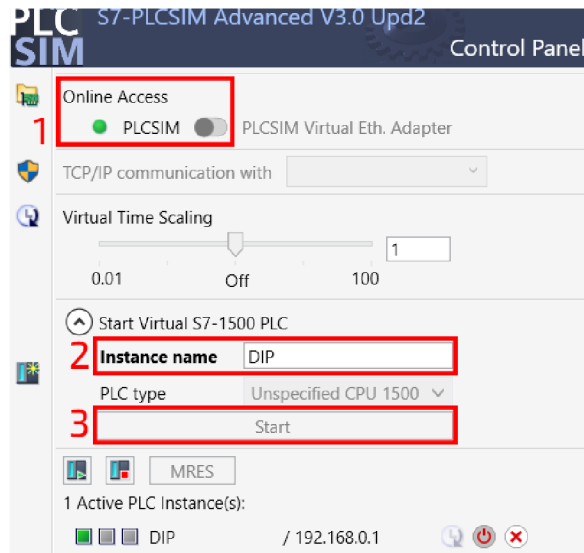 PLC S7-PLCSIM Advanced V3.0 Upd2
SIM Control Panel
Online Access
1
PLCSIM PLCSIM Virtual Eth. Adapter
TCP/IP communication with
Virtual Time Scaling
1
0.01 Off 100
Start Virtual S7-1500 PLC
2 Instance name DIP
PLC type Unspecified CPU 1500
3 Start
MRES
1 Active PLC Instance(s):
DIP / 192.168.0.1